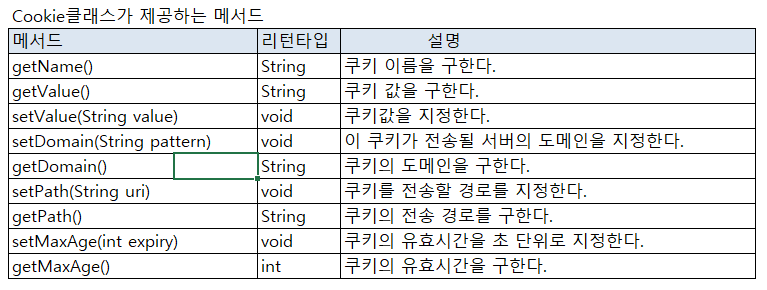 Cookie클래스가 제공하는 메서드
메서드 리턴타입 설명
getName() String 쿠키 이름을 구한다.
getValue() String 쿠키 값을 구한다.
setValue(String value) void 쿠키값을 지정한다.
setDomain(String pattern) void 이 쿠키가 전송될 서버의 도메인을 지정한다.
getDomain() String 쿠키의 도메인을 구한다.
setPath(String uri) void 쿠키를 전송할 경로를 지정한다.
getPath() String 쿠키의 전송 경로를 구한다.
setMaxAge(int expiry) void 쿠키의 유효시간을 초 단위로 지정한다.
getMaxAge() int 쿠키의 유효시간을 구한다.